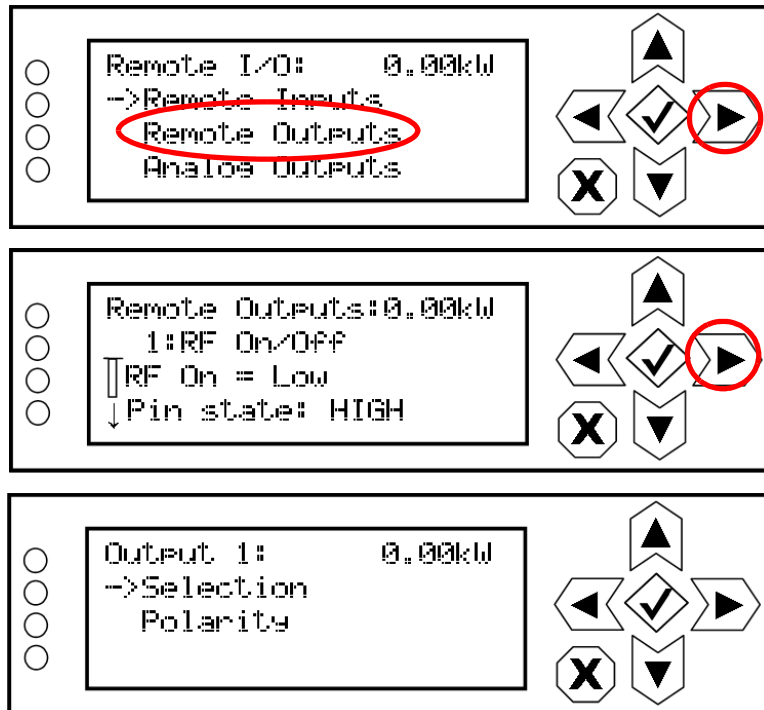 Remote I/O: 0.00kW
->Remote Inputs
Remote Outputs
Analog Outputs
X
Remote Outputs:0.00kW
1:RF On/Off
RF On = Low
↓Pin state: HIGH
X
Output 1: 0.00kW
->Selection
Polarity
X